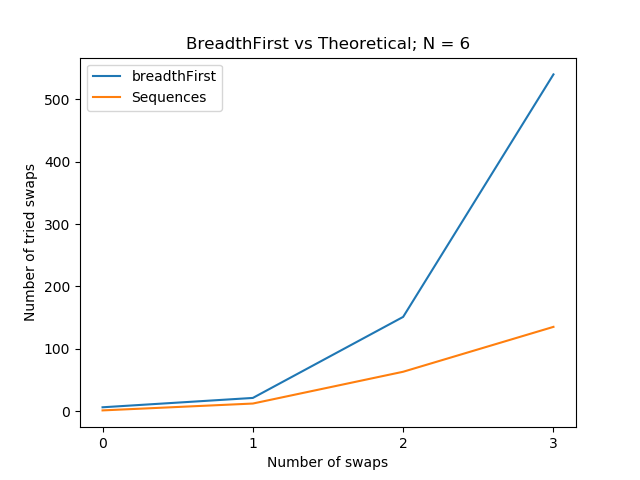 BreadthFirst vs Theoretical; N = 6
breadthFirst
Sequences
Number of tried swaps
500
400
300
200
100
0
0 1 2 3
Number of swaps